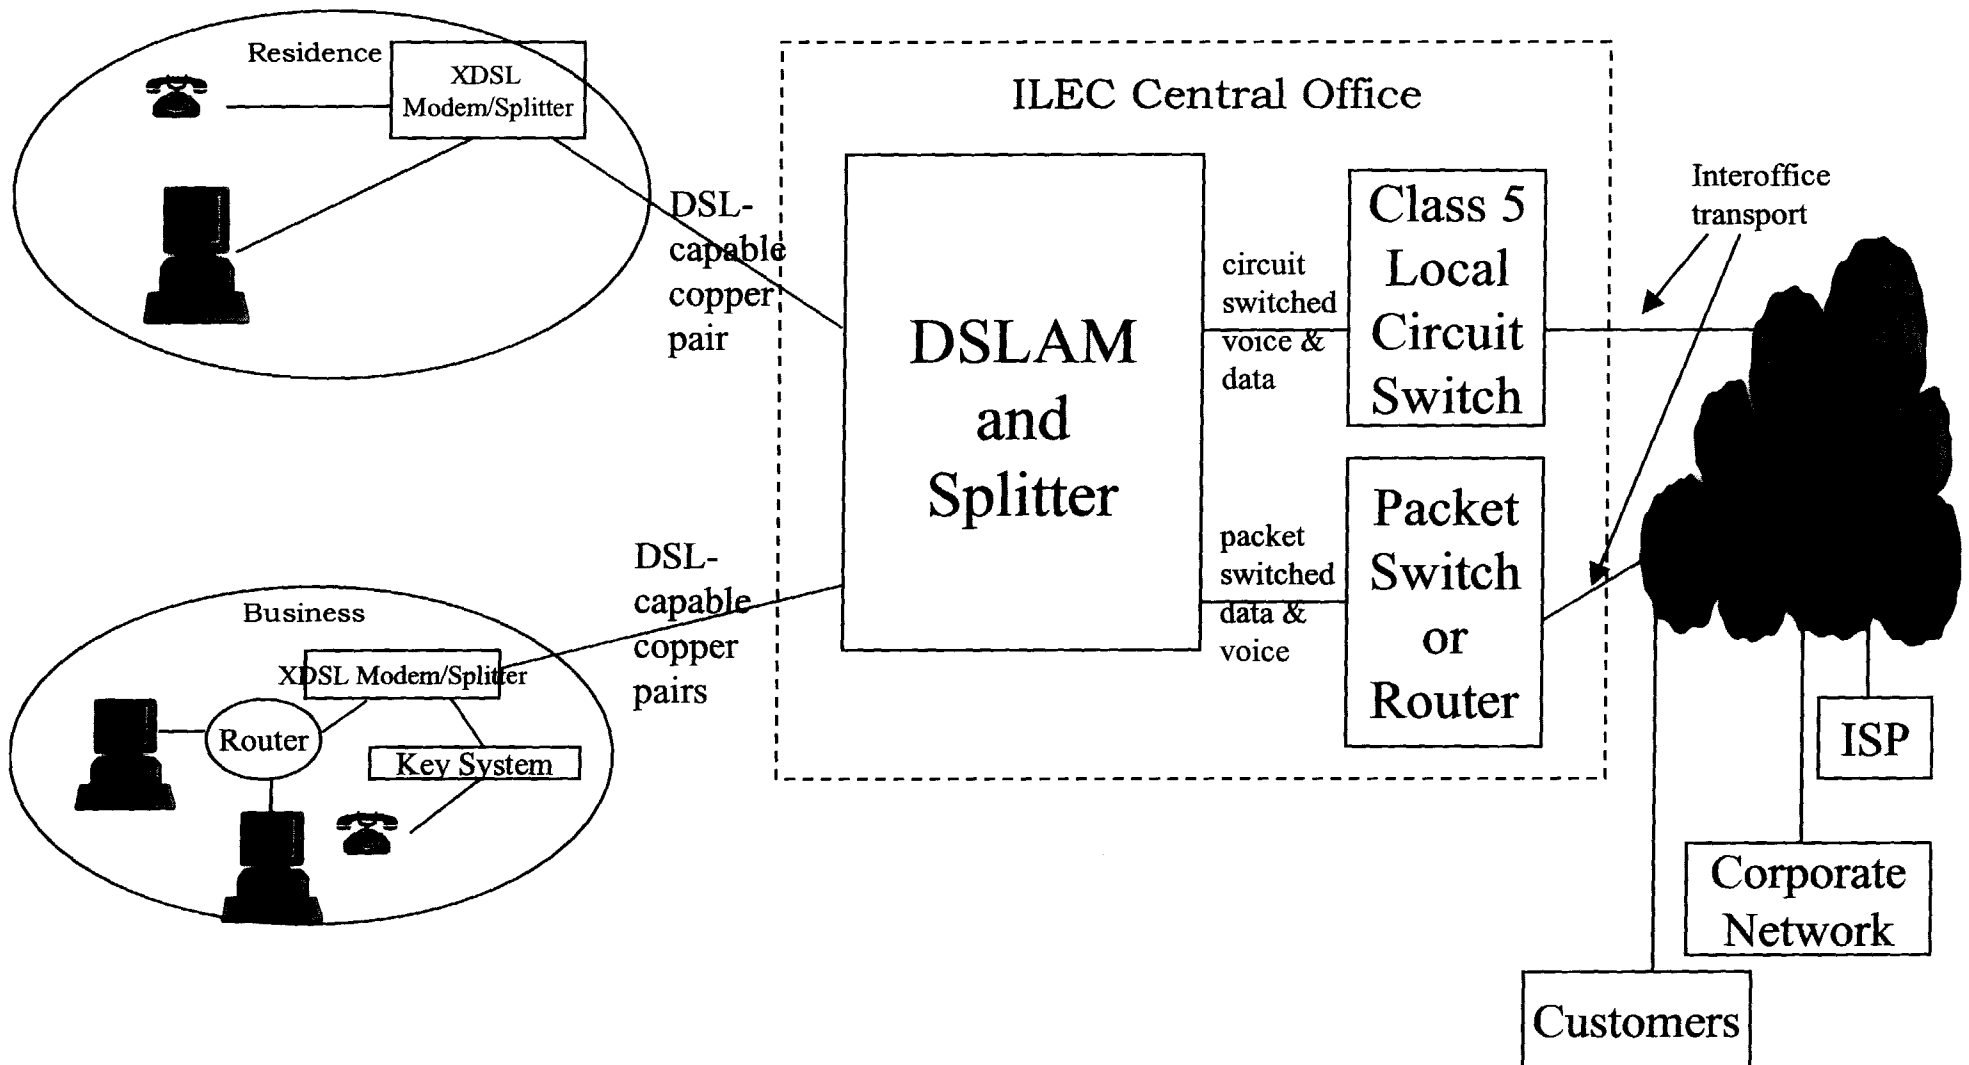 Residence
XDSL
Modem/Splitter
DSL-
capable
copper
pair
ILEC Central Office
DSLAM
and
Splitter
circuit
switched
voice &
data
Class 5
Local
Circuit
Switch
Interoffice
transport
packet
switched
data &
voice
Packet
Switch
or
Router
Business
XDSL Modem/Splitter
Router
Key System
DSL-
capable
copper
pairs
ISP
Corporate
Network
Customers